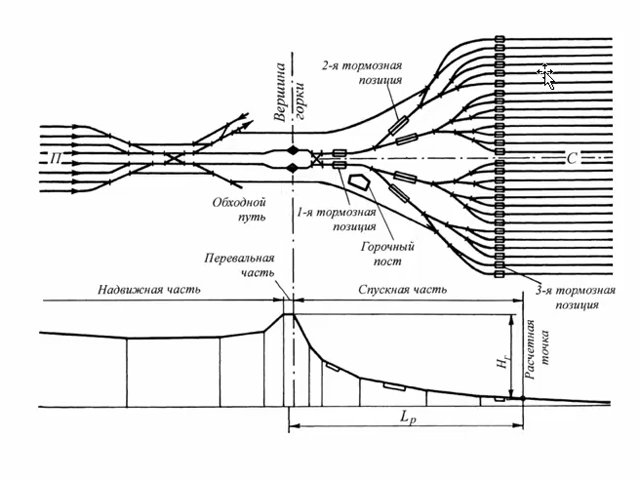 2-я тормозная
позиция
Вершина
горки
П
С
Обходной
путь
1-я тормозная
позиция
Горочный
пост
Перевальная
часть
Надвижная часть
Спускная часть
3-я тормозная
позиция
Расчетная
точка
Hг
Lр